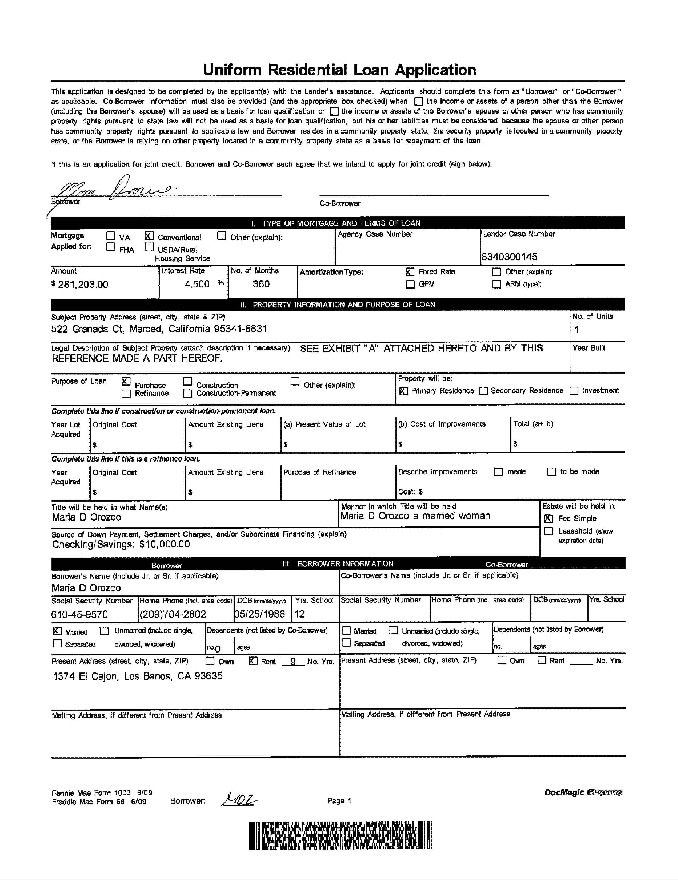 Uniform Residential Loan Application
This application is designed to be completed by the applicant(s) with the Lender's assistance. Applicants should complete this form as "Borrower" or "Co-Borrower"
as applicable. Co-Borrower information must also be provided (and the appropriate box checked) when ☐ the income or assets of a person other than the Borrower
(including the Borrower's spouse) will be used as a basis for loan qualification or ☐ the income or assets of the Borrower's spouse or other person who has community
property rights pursuant to state law will not be used as a basis for loan qualification, but his or her liabilities must be considered because the spouse or other person
has community property rights pursuant to applicable law and Borrower resides in a community property state, the security property is located in a community property
state, or the Borrower is relying on other property located in a community property state as a basis for repayment of the loan.
If this is an application for joint credit, Borrower and Co-Borrower each agree that we intend to apply for joint credit (sign below):
Borrower Co-Borrower
I. TYPE OF MORTGAGE AND TERMS OF LOAN
Mortgage Applied for: ☐ VA ☒ Conventional ☐ Other (explain): Agency Case Number Lender Case Number
☐ FHA ☐ USDA/Rural Housing Service 8340300145
Amount Interest Rate No. of Months Amortization Type: ☒ Fixed Rate ☐ Other (explain):
$ 281,203.00 4.500 % 360 ☐ GPM ☐ ARM (type):
II. PROPERTY INFORMATION AND PURPOSE OF LOAN
Subject Property Address (street, city, state & ZIP) No. of Units
522 Granada Ct, Merced, California 95341-6631 1
Legal Description of Subject Property (attach description if necessary) SEE EXHIBIT "A" ATTACHED HERETO AND BY THIS Year Built
REFERENCE MADE A PART HEREOF.
Purpose of Loan ☒ Purchase ☐ Construction ☐ Other (explain): Property will be:
☐ Refinance ☐ Construction-Permanent ☒ Primary Residence ☐ Secondary Residence ☐ Investment
Complete this line if construction or construction-permanent loan.
Year Lot Acquired Original Cost Amount Existing Liens (a) Present Value of Lot (b) Cost of Improvements Total (a+b)
$ $ $ $ $
Complete this line if this is a refinance loan.
Year Acquired Original Cost Amount Existing Liens Purpose of Refinance Describe Improvements ☐ made ☐ to be made
$ $ Cost: $
Title will be held in what Name(s) Manner in which Title will be held Estate will be held in:
Maria D Orozco Maria D Orozco a married woman ☒ Fee Simple
Source of Down Payment, Settlement Charges, and/or Subordinate Financing (explain) ☐ Leasehold (show
Checking/Savings: $10,000.00 expiration date)
Borrower III. BORROWER INFORMATION Co-Borrower
Borrower's Name (include Jr. or Sr. if applicable) Co-Borrower's Name (include Jr. or Sr. if applicable)
Maria D Orozco
Social Security Number Home Phone (incl. area code) DOB (mm/dd/yyyy) Yrs. School Social Security Number Home Phone (incl. area code) DOB (mm/dd/yyyy) Yrs. School
(209)704-2802 12
☒ Married ☐ Unmarried (include single, Dependents (not listed by Co-Borrower) ☐ Married ☐ Unmarried (include single, Dependents (not listed by Borrower)
☐ Separated divorced, widowed) no. 0 ages ☐ Separated divorced, widowed) no. ages
Present Address (street, city, state, ZIP) ☐ Own ☒ Rent 9 No. Yrs. Present Address (street, city, state, ZIP) ☐ Own ☐ Rent No. Yrs.
1374 El Cajon, Los Banos, CA 93635
Mailing Address, if different from Present Address Mailing Address, if different from Present Address
Fannie Mae Form 1003 6/09 DocMagic
Freddie Mac Form 65 6/09 Borrower: Page 1